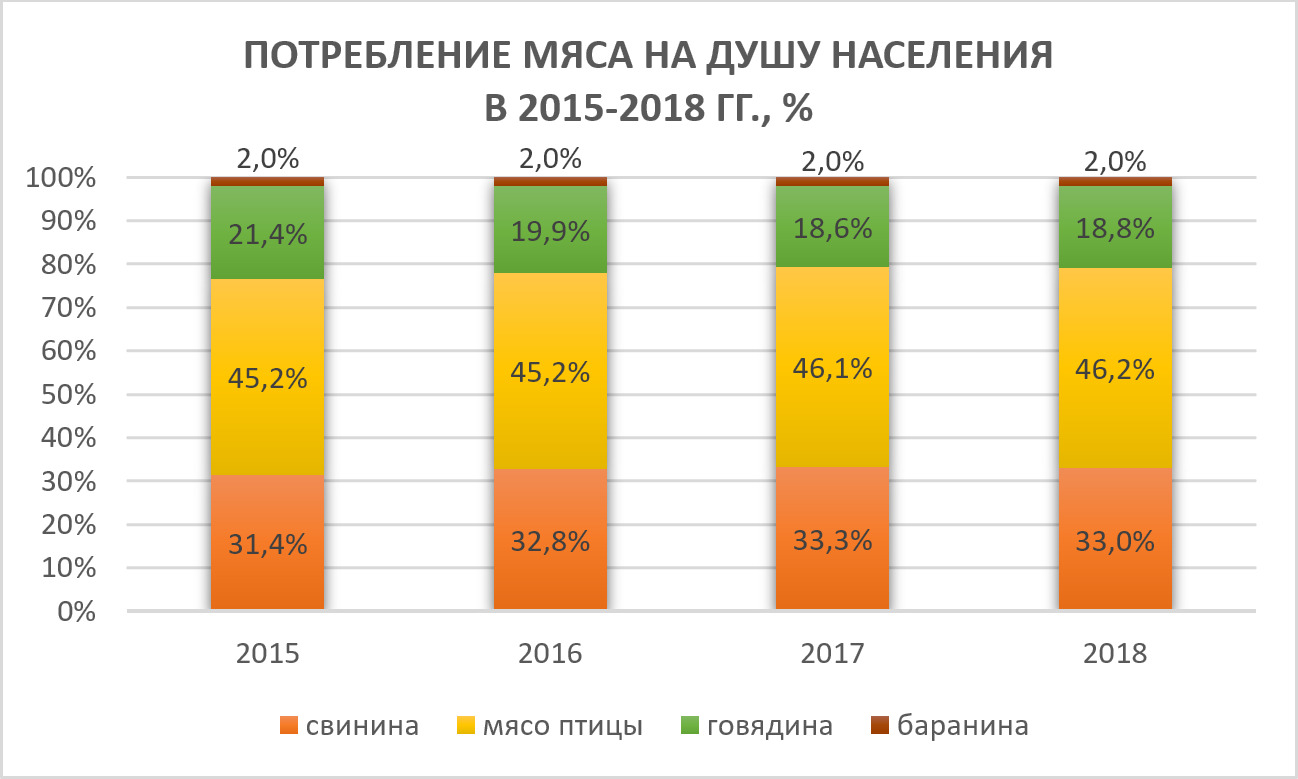 ПОТРЕБЛЕНИЕ МЯСА НА ДУШУ НАСЕЛЕНИЯ
В 2015-2018 ГГ., %
2,0% 2,0% 2,0% 2,0%
100%
90%
21,4% 19,9% 18,6% 18,8%
80%
70%
60%
45,2% 45,2% 46,1% 46,2%
50%
40%
30%
20%
31,4% 32,8% 33,3% 33,0%
10%
0%
2015 2016 2017 2018
свинина мясо птицы говядина баранина